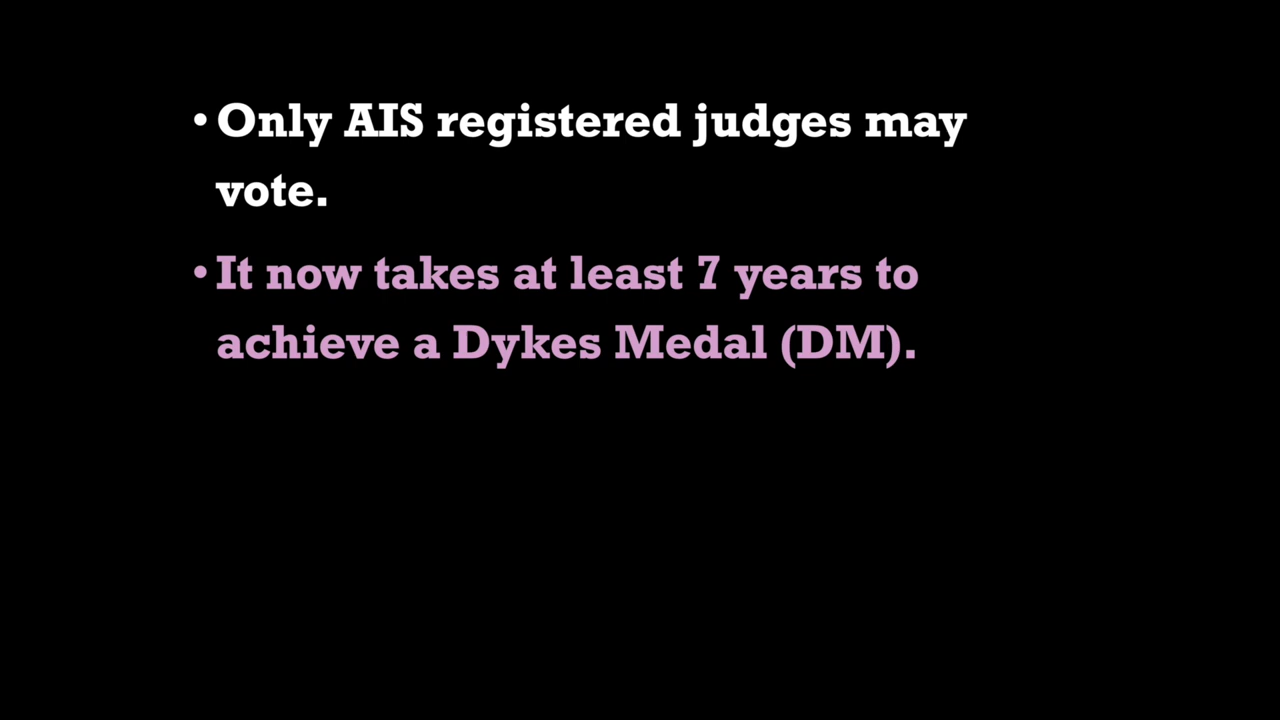 • Only AIS registered judges may
vote.
• It now takes at least 7 years to
achieve a Dykes Medal (DM).